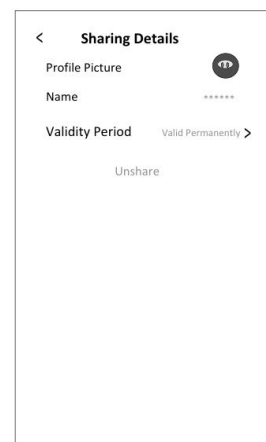 < Sharing Details
Profile Picture
Name ******
Validity Period Valid Permanently >
Unshare